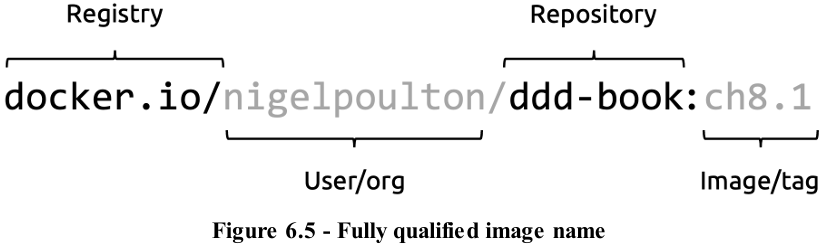 Registry
Repository
docker.io/nigelpoulton/ddd-book:ch8.1
User/org
Image/tag
Figure 6.5 - Fully qualified image name